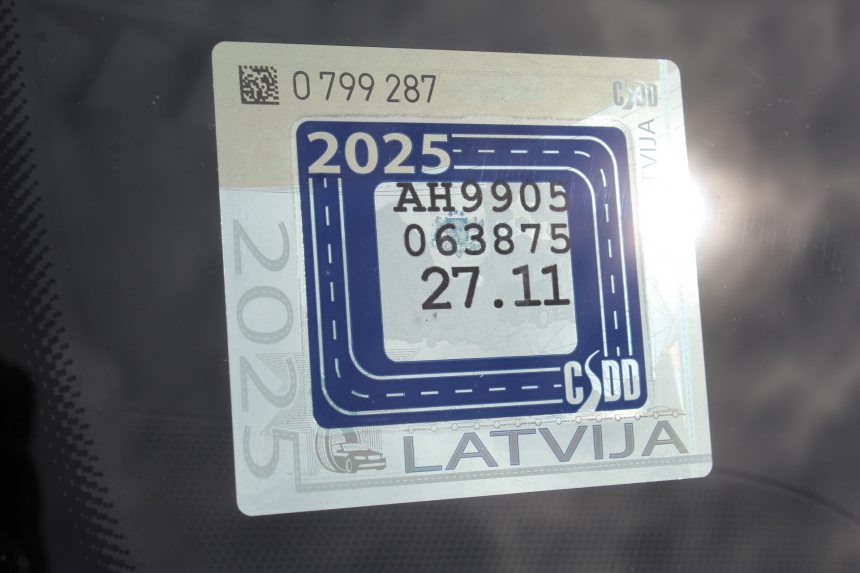 0 799 287
CSDD
LATVIJA
2025
AH9905
063875
27.11
2025
CSDD
LATVIJA